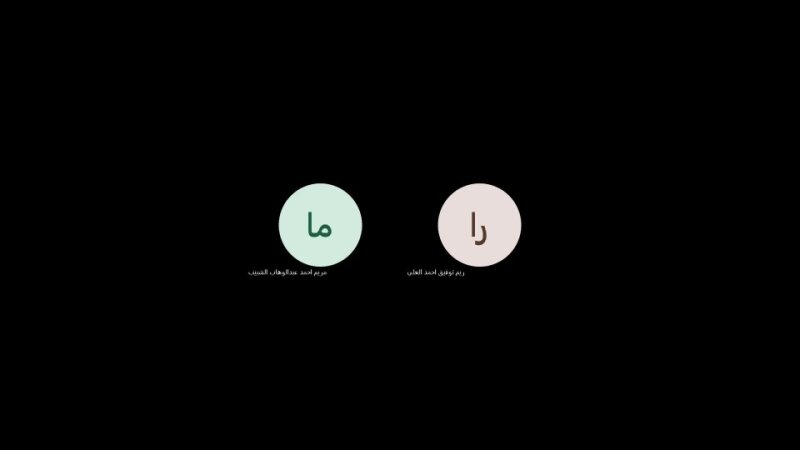 ما
مريم احمد عبدالوهاب الشبيب
را
ريم توفيق احمد العلي